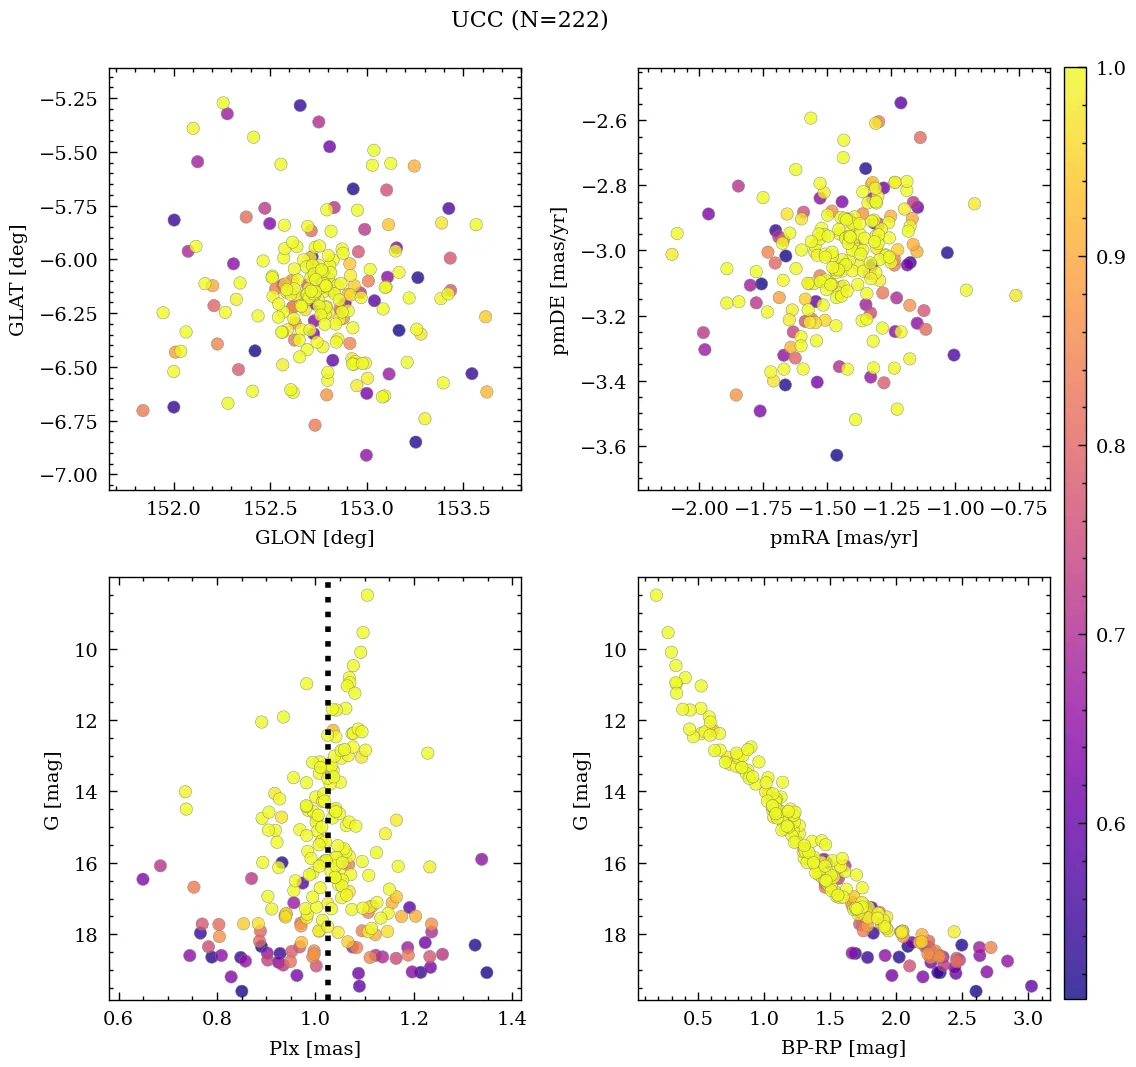 UCC (N=222)
−5.25
−5.50
−5.75
−6.00
−6.25
−6.50
−6.75
−7.00
GLAT [deg]
152.0 152.5 153.0 153.5
GLON [deg]
−2.6
−2.8
−3.0
−3.2
−3.4
−3.6
pmDE [mas/yr]
−2.00 −1.75 −1.50 −1.25 −1.00 −0.75
pmRA [mas/yr]
1.0
0.9
0.8
0.7
0.6
10
12
14
16
18
G [mag]
0.6 0.8 1.0 1.2 1.4
Plx [mas]
10
12
14
16
18
G [mag]
0.5 1.0 1.5 2.0 2.5 3.0
BP-RP [mag]